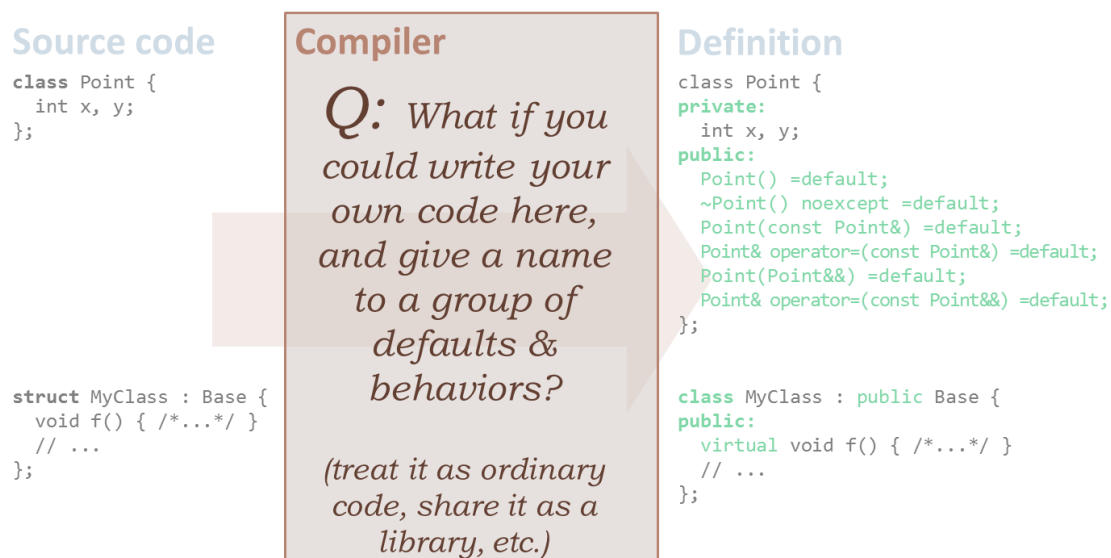 Source code
class Point {
  int x, y;
};
struct MyClass : Base {
  void f() { /*...*/ }
  // ...
};
Compiler
Q: What if you
could write your
own code here,
and give a name
to a group of
defaults &
behaviors?
(treat it as ordinary
code, share it as a
library, etc.)
Definition
class Point {
private:
  int x, y;
public:
  Point() =default;
  ~Point() noexcept =default;
  Point(const Point&) =default;
  Point& operator=(const Point&) =default;
  Point(Point&&) =default;
  Point& operator=(const Point&&) =default;
};
class MyClass : public Base {
public:
  virtual void f() { /*...*/ }
  // ...
};